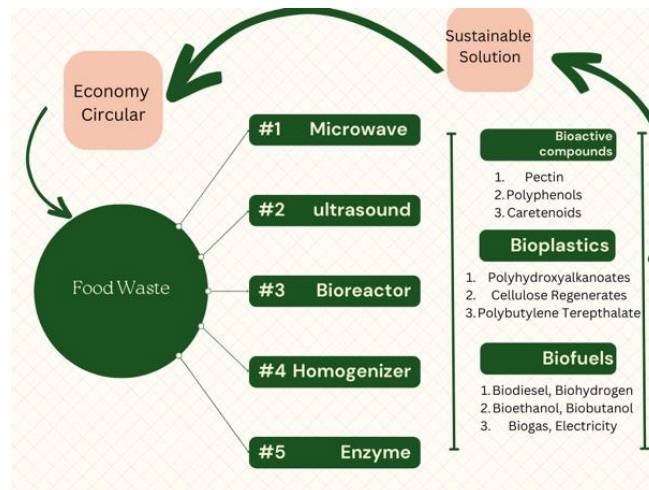 Sustainable
Solution
Economy
Circular
Food Waste
#1 Microwave
#2 ultrasound
#3 Bioreactor
#4 Homogenizer
#5 Enzyme
Bioactive
compounds
1. Pectin
2. Polyphenols
3. Caretenoids
Bioplastics
1. Polyhydroxyalkanoates
2. Cellulose Regenerates
3. Polybutylene Terepthalate
Biofuels
1. Biodiesel, Biohydrogen
2. Bioethanol, Biobutanol
3. Biogas, Electricity